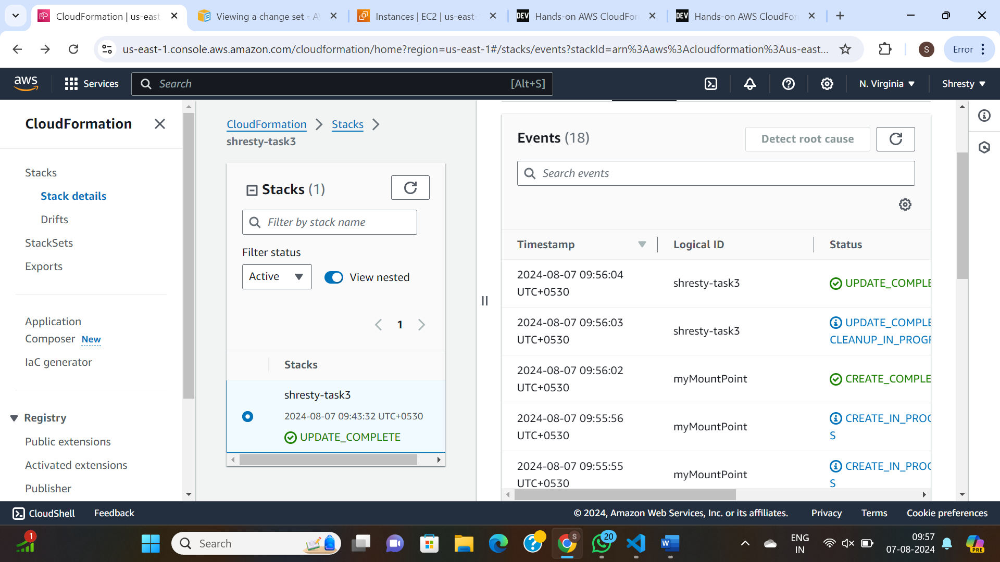 CloudFormation | us-east
Viewing a change set - AW
Instances | EC2 | us-east-
DEV
Hands-on AWS CloudFor
DEV
Hands-on AWS CloudFor
us-east-1.console.aws.amazon.com/cloudformation/home?region=us-east-1#/stacks/events?stackId=arn%3Aaws%3Acloudformation%3Aus-east...
S
Error
aws
Services
Search
[Alt+S]
N. Virginia
Shresty
CloudFormation
Stacks
Stack details
Drifts
StackSets
Exports
Application
Composer New
IaC generator
Registry
Public extensions
Activated extensions
Publisher
CloudFormation
Stacks
shresty-task3
Stacks (1)
Filter by stack name
Filter status
Active
View nested
1
Stacks
shresty-task3
2024-08-07 09:43:32 UTC+0530
UPDATE_COMPLETE
Events (18)
Detect root cause
Search events
Timestamp
Logical ID
Status
2024-08-07 09:56:04
UTC+0530
shresty-task3
UPDATE_COMPLE
2024-08-07 09:56:03
UTC+0530
shresty-task3
UPDATE_COMPLE
CLEANUP_IN_PROGR
2024-08-07 09:56:02
UTC+0530
myMountPoint
CREATE_COMPLE
2024-08-07 09:55:56
UTC+0530
myMountPoint
CREATE_IN_PROG
S
2024-08-07 09:55:55
UTC+0530
myMountPoint
CREATE_IN_PROG
S
CloudShell
Feedback
© 2024, Amazon Web Services, Inc. or its affiliates.
Privacy
Terms
Cookie preferences
1
Search
S
20
W
ENG
IN
09:57
07-08-2024
PRE